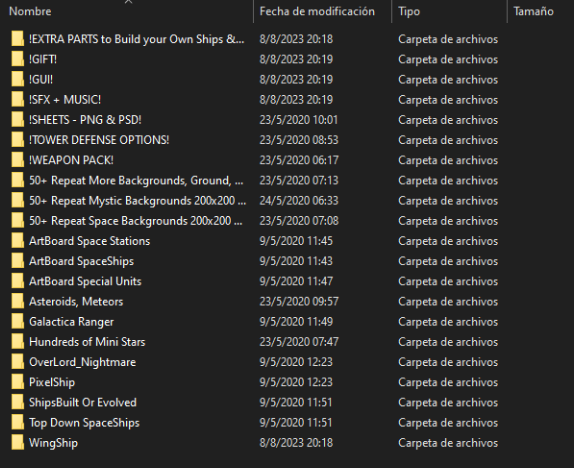 Nombre Fecha de modificación Tipo Tamaño
!EXTRA PARTS to Build your Own Ships &... 8/8/2023 20:18 Carpeta de archivos
!GIFT! 8/8/2023 20:19 Carpeta de archivos
!GUI! 8/8/2023 20:19 Carpeta de archivos
!SFX + MUSIC! 8/8/2023 20:19 Carpeta de archivos
!SHEETS - PNG & PSD! 23/5/2020 10:01 Carpeta de archivos
!TOWER DEFENSE OPTIONS! 23/5/2020 08:53 Carpeta de archivos
!WEAPON PACK! 23/5/2020 06:17 Carpeta de archivos
50+ Repeat More Backgrounds, Ground, ... 23/5/2020 07:13 Carpeta de archivos
50+ Repeat Mystic Backgrounds 200x200 ... 24/5/2020 06:33 Carpeta de archivos
50+ Repeat Space Backgrounds 200x200 ... 23/5/2020 07:08 Carpeta de archivos
ArtBoard Space Stations 9/5/2020 11:45 Carpeta de archivos
ArtBoard SpaceShips 9/5/2020 11:43 Carpeta de archivos
ArtBoard Special Units 9/5/2020 11:47 Carpeta de archivos
Asteroids, Meteors 23/5/2020 09:57 Carpeta de archivos
Galactica Ranger 9/5/2020 11:49 Carpeta de archivos
Hundreds of Mini Stars 23/5/2020 07:47 Carpeta de archivos
OverLord_Nightmare 9/5/2020 12:23 Carpeta de archivos
PixelShip 9/5/2020 12:23 Carpeta de archivos
ShipsBuilt Or Evolved 9/5/2020 11:51 Carpeta de archivos
Top Down SpaceShips 9/5/2020 11:51 Carpeta de archivos
WingShip 8/8/2023 20:18 Carpeta de archivos